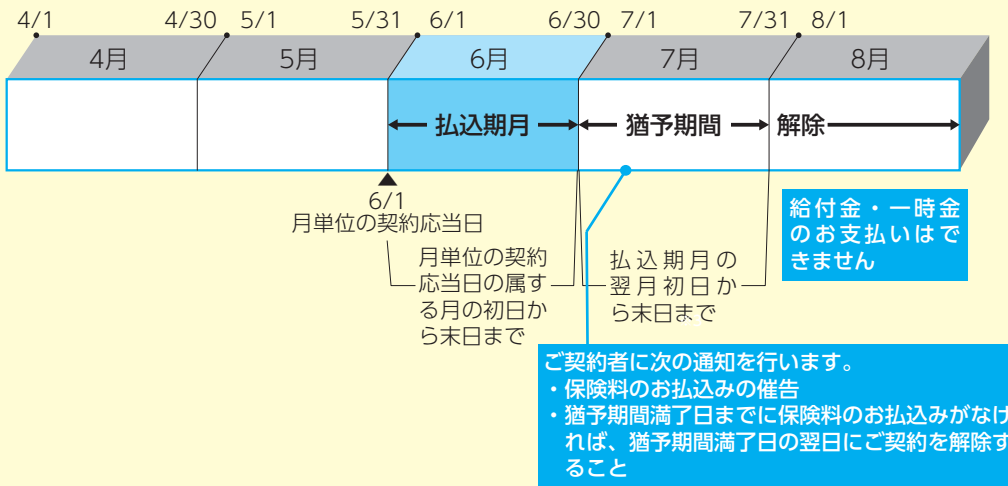 4/1 4/30 5/1 5/31 6/1 6/30 7/1 7/31 8/1
4月 5月 6月 7月 8月
払込期月 猶予期間 解除
6/1
月単位の契約応当日
月単位の契約
応当日の属す
る月の初日か
ら末日まで
払込期月の
翌月初日か
ら末日まで
給付金・一時金
のお支払いはで
きません
ご契約者に次の通知を行います。
・保険料のお払込みの催告
・猶予期間満了日までに保険料のお払込みがなけ
れば、猶予期間満了日の翌日にご契約を解除す
ること